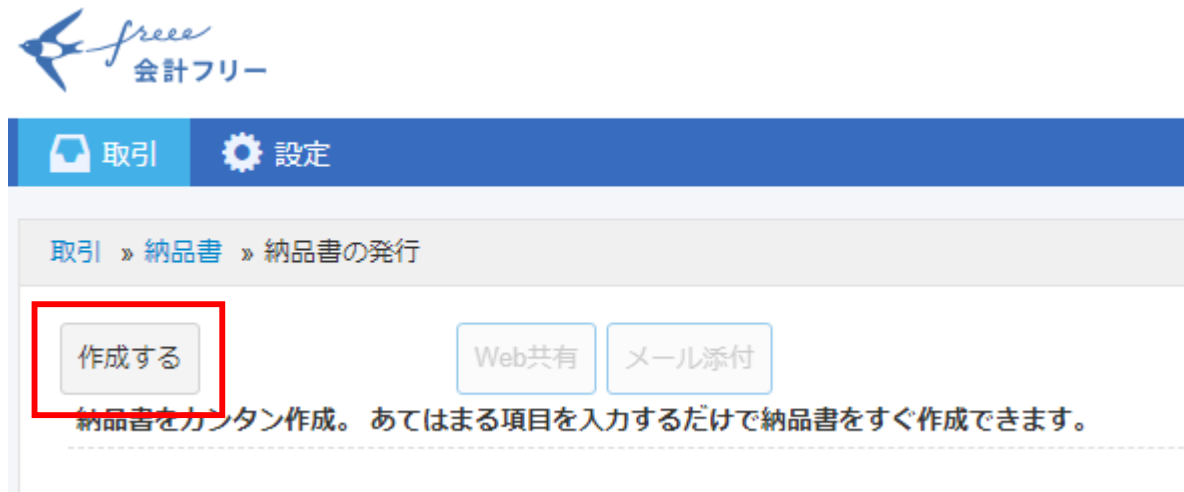 freee
会計フリー
取引 設定
取引 » 納品書 » 納品書の発行
作成する Web共有 メール添付
納品書をカンタン作成。 あてはまる項目を入力するだけで納品書をすぐ作成できます。